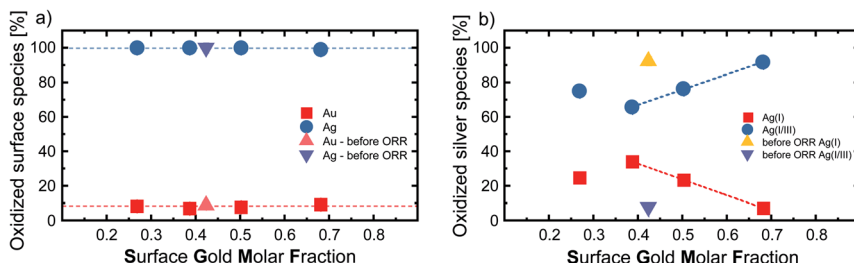 a)
Oxidized surface species [%]
100
80
60
40
20
0
Au
Ag
Au - before ORR
Ag - before ORR
0.2 0.3 0.4 0.5 0.6 0.7 0.8
Surface Gold Molar Fraction
b)
Oxidized silver species [%]
100
80
60
40
20
0
Ag(I)
Ag(I/III)
before ORR Ag(I)
before ORR Ag(I/III)
0.2 0.3 0.4 0.5 0.6 0.7 0.8
Surface Gold Molar Fraction